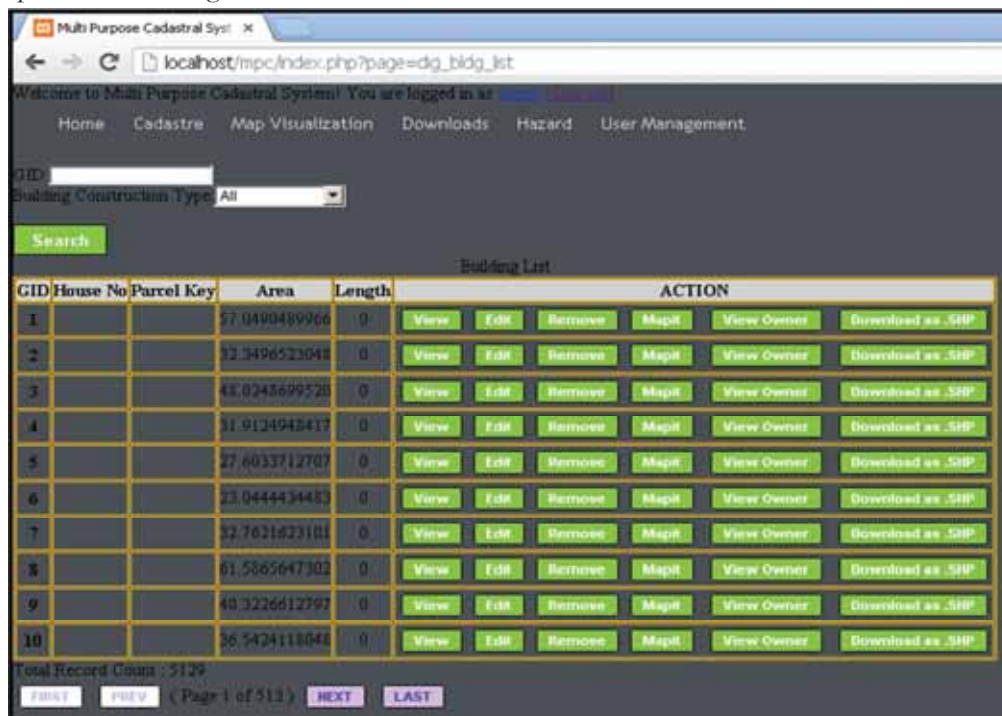 Multi Purpose Cadastral Syst
localhost/mpc/index.php?page=dig_bldg_list
Welcome to Multi Purpose Cadastral System! You are logged in as
Home Cadastre Map Visualization Downloads Hazard User Management
GID
Building Construction Type All
Search
Building List
GID House No Parcel Key Area Length ACTION
1 57.0490489966 0 View Edit Remove Mapit View Owner Download as .SHP
2 32.3496523048 0 View Edit Remove Mapit View Owner Download as .SHP
3 48.0248699520 0 View Edit Remove Mapit View Owner Download as .SHP
4 31.9124948417 0 View Edit Remove Mapit View Owner Download as .SHP
5 27.6033712707 0 View Edit Remove Mapit View Owner Download as .SHP
6 23.0444434483 0 View Edit Remove Mapit View Owner Download as .SHP
7 32.7621623101 0 View Edit Remove Mapit View Owner Download as .SHP
8 61.5865647302 0 View Edit Remove Mapit View Owner Download as .SHP
9 40.3226612797 0 View Edit Remove Mapit View Owner Download as .SHP
10 36.5424118048 0 View Edit Remove Mapit View Owner Download as .SHP
Total Record Count : 5129
FIRST PREV ( Page 1 of 513 ) NEXT LAST